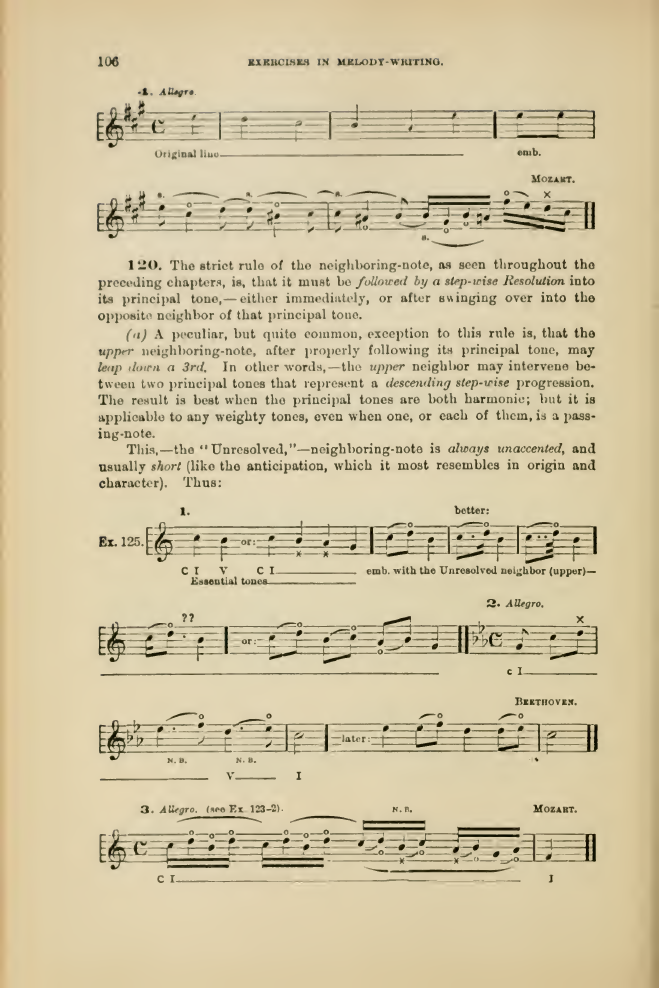 106 EXERCISES IN MELODY-WRITING.
1. Allegro.
Original line emb.
MOZART.
s. s. s.
s.
120. The strict rule of the neighboring-note, as seen throughout the
preceding chapters, is, that it must be followed by a step-wise Resolution into
its principal tone,—either immediately, or after swinging over into the
opposite neighbor of that principal tone.
(a) A peculiar, but quite common, exception to this rule is, that the
upper neighboring-note, after properly following its principal tone, may
leap down a 3rd. In other words,—the upper neighbor may intervene be-
tween two principal tones that represent a descending step-wise progression.
The result is best when the principal tones are both harmonic; but it is
applicable to any weighty tones, even when one, or each of them, is a pass-
ing-note.
This,—the "Unresolved,"—neighboring-note is always unaccented, and
usually short (like the anticipation, which it most resembles in origin and
character). Thus:
1. better:
Ex. 125. or:
C I V C I emb. with the Unresolved neighbor (upper)—
Essential tones
2. Allegro.
??
or:
c I
BEETHOVEN.
later:
N. B. N. B.
V I
3. Allegro. (see Ex. 123-2). N. B. MOZART.
C I I